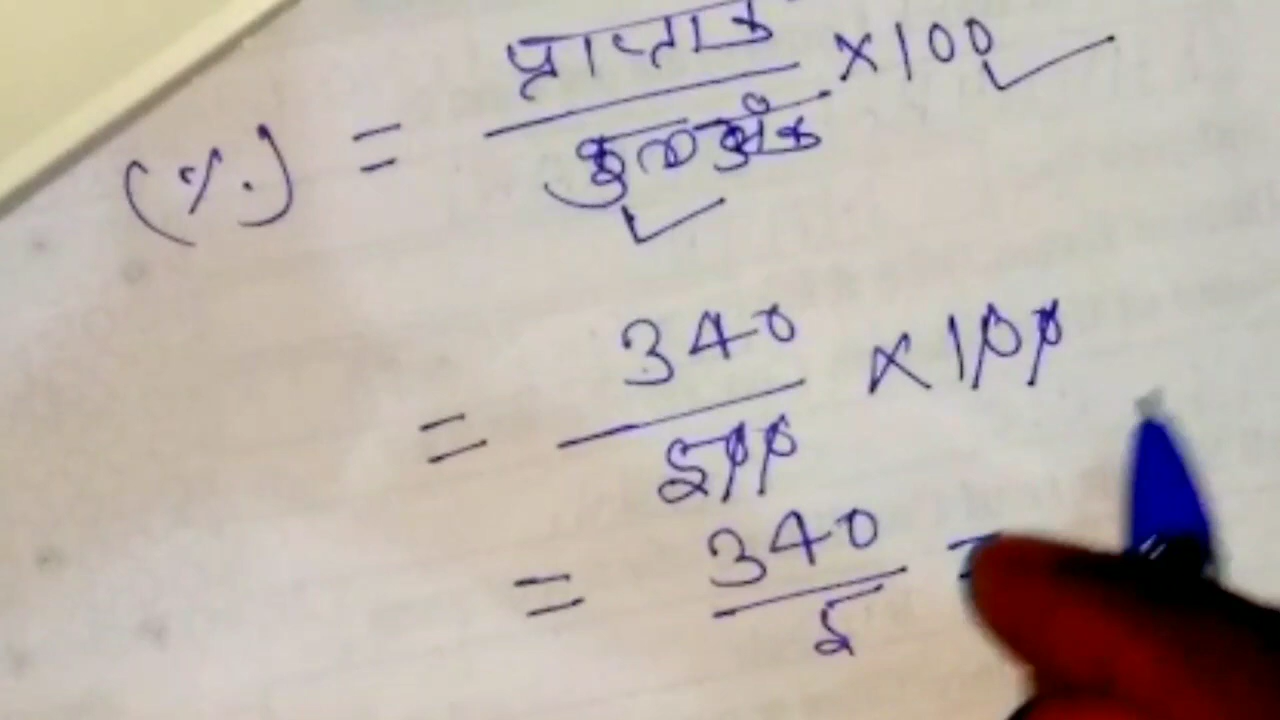 (%) = प्राप्तांक / कुल अंक × 100
= 340 / 500 × 100
= 340 / 5 =